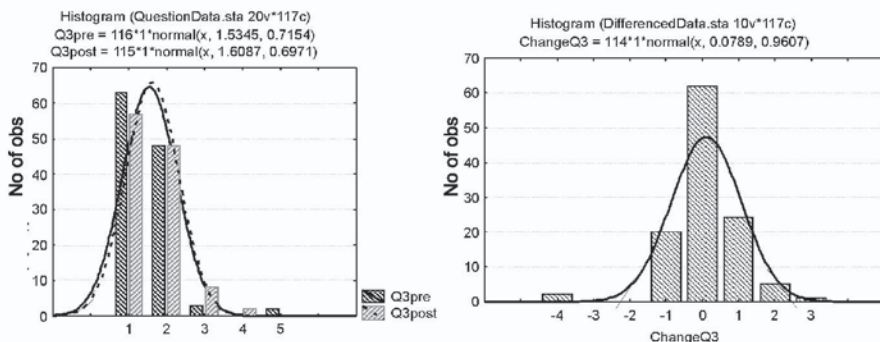 Histogram (QuestionData.sta 20v*117c)
Q3pre = 116*1*normal(x, 1.5345, 0.7154)
Q3post = 115*1*normal(x, 1.6087, 0.6971)
70
60
50
40
30
20
10
0
No of obs
1 2 3 4 5
Q3pre
Q3post
Histogram (DifferencedData.sta 10v*117c)
ChangeQ3 = 114*1*normal(x, 0.0789, 0.9607)
70
60
50
40
30
20
10
0
No of obs
-4 -3 -2 -1 0 1 2 3
ChangeQ3